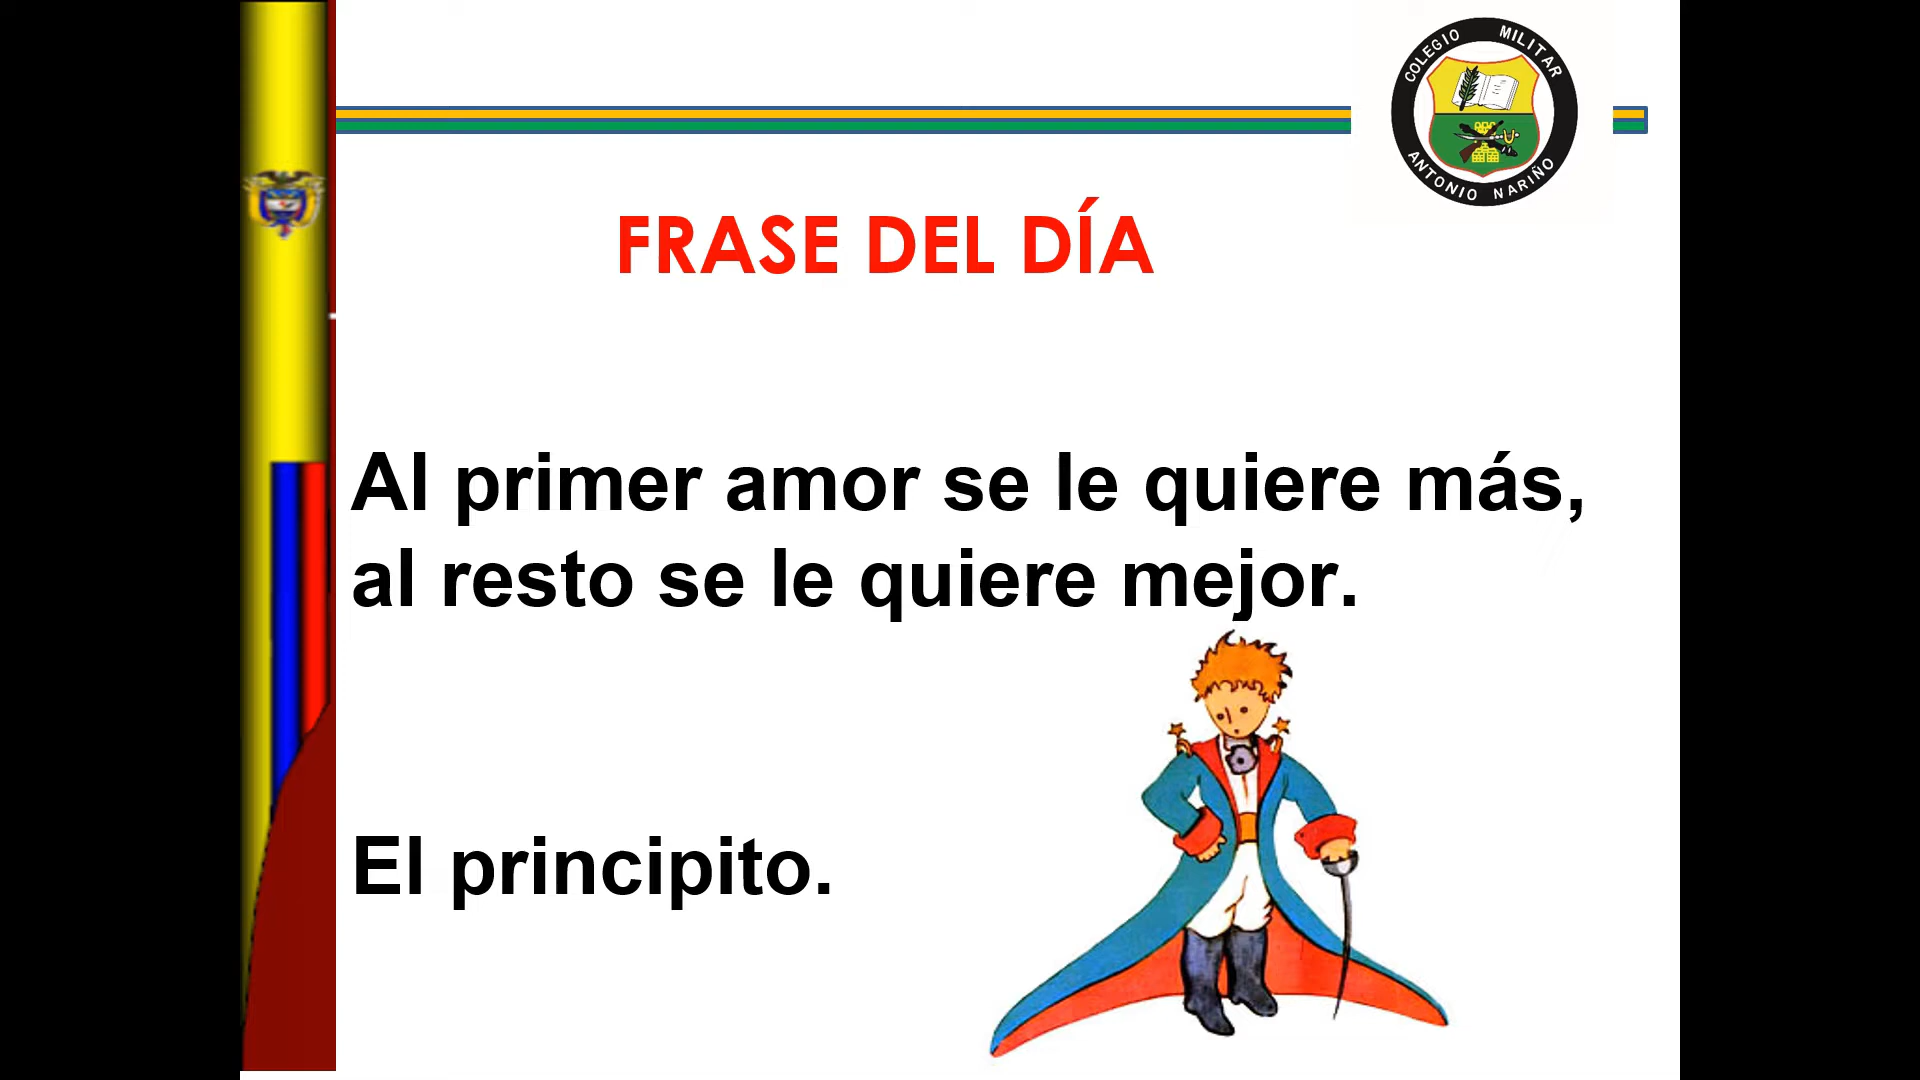 COLEGIO MILITAR
ANTONIO NARIÑO
FRASE DEL DÍA
Al primer amor se le quiere más,
al resto se le quiere mejor.
El principito.